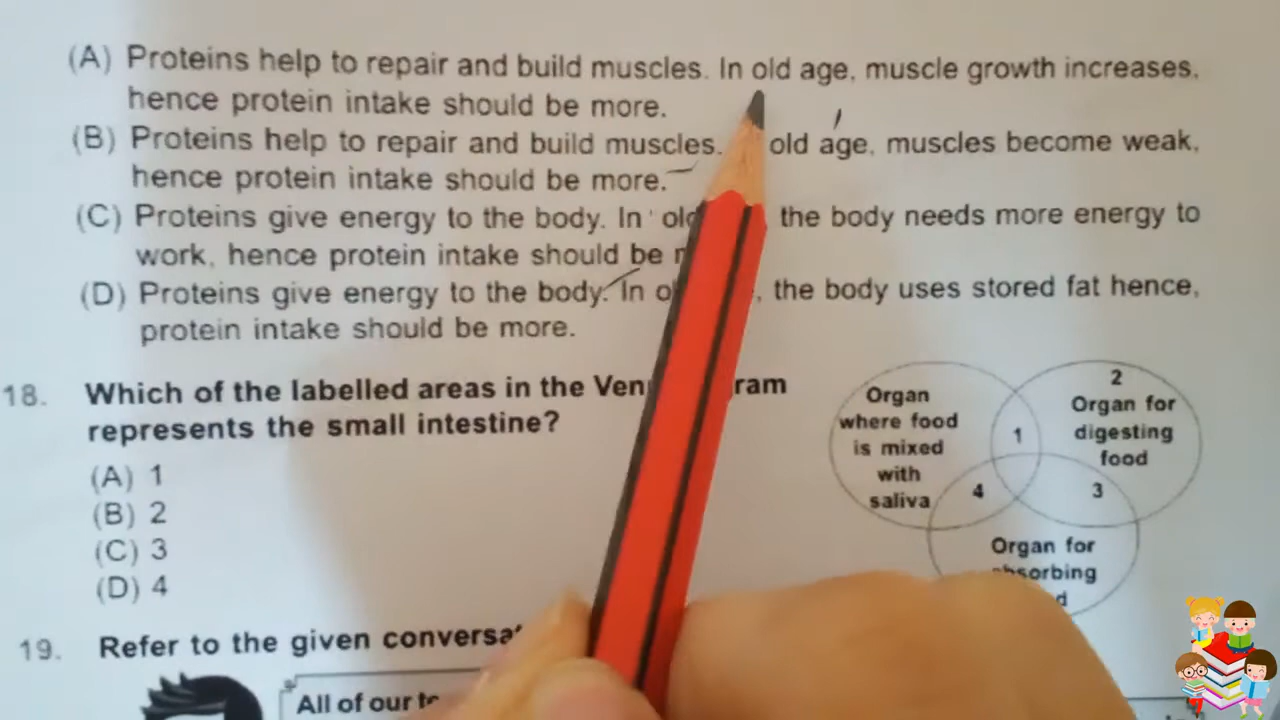 (A) Proteins help to repair and build muscles. In old age, muscle growth increases,
hence protein intake should be more.
(B) Proteins help to repair and build muscles. old age, muscles become weak,
hence protein intake should be more.
(C) Proteins give energy to the body. In the body needs more energy to
work, hence protein intake should be
(D) Proteins give energy to the body. In , the body uses stored fat hence,
protein intake should be more.
18. Which of the labelled areas in the Venn
represents the small intestine?
(A) 1
(B) 2
(C) 3
(D) 4
Organ
where food
is mixed
with
saliva
1
2
Organ for
digesting
food
4
3
Organ for
absorbing
19. Refer to the given
All of our